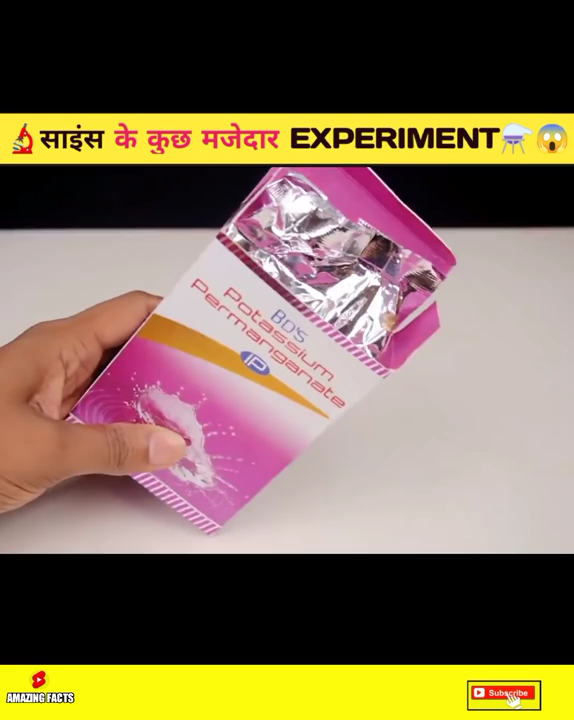 साइंस के कुछ मजेदार EXPERIMENT
BD'S
Potassium
Permanganate
IP
AMAZING FACTS
Subscribe